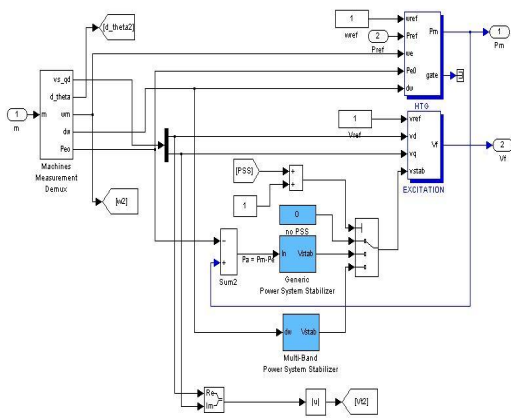 [d_theta2]
1
wref
2
Pref
wref
Pref
we
Pe0
dw
Pm
gate
HTG
1
Pm
vs_qd
d_theta
wm
dw
Peo
m
1
m
Machines
Measurement
Demux
1
Vref
vref
vd
vq
vstab
Vf
EXCITATION
2
Vf
[w2]
[PSS]
+
+
1
0
no PSS
−
+
Sum2
Pa = Pm-Pe
In
Vstab
Generic
Power System Stabilizer
dw
Vstab
Multi-Band
Power System Stabilizer
Re
Im
|u|
[Vt2]